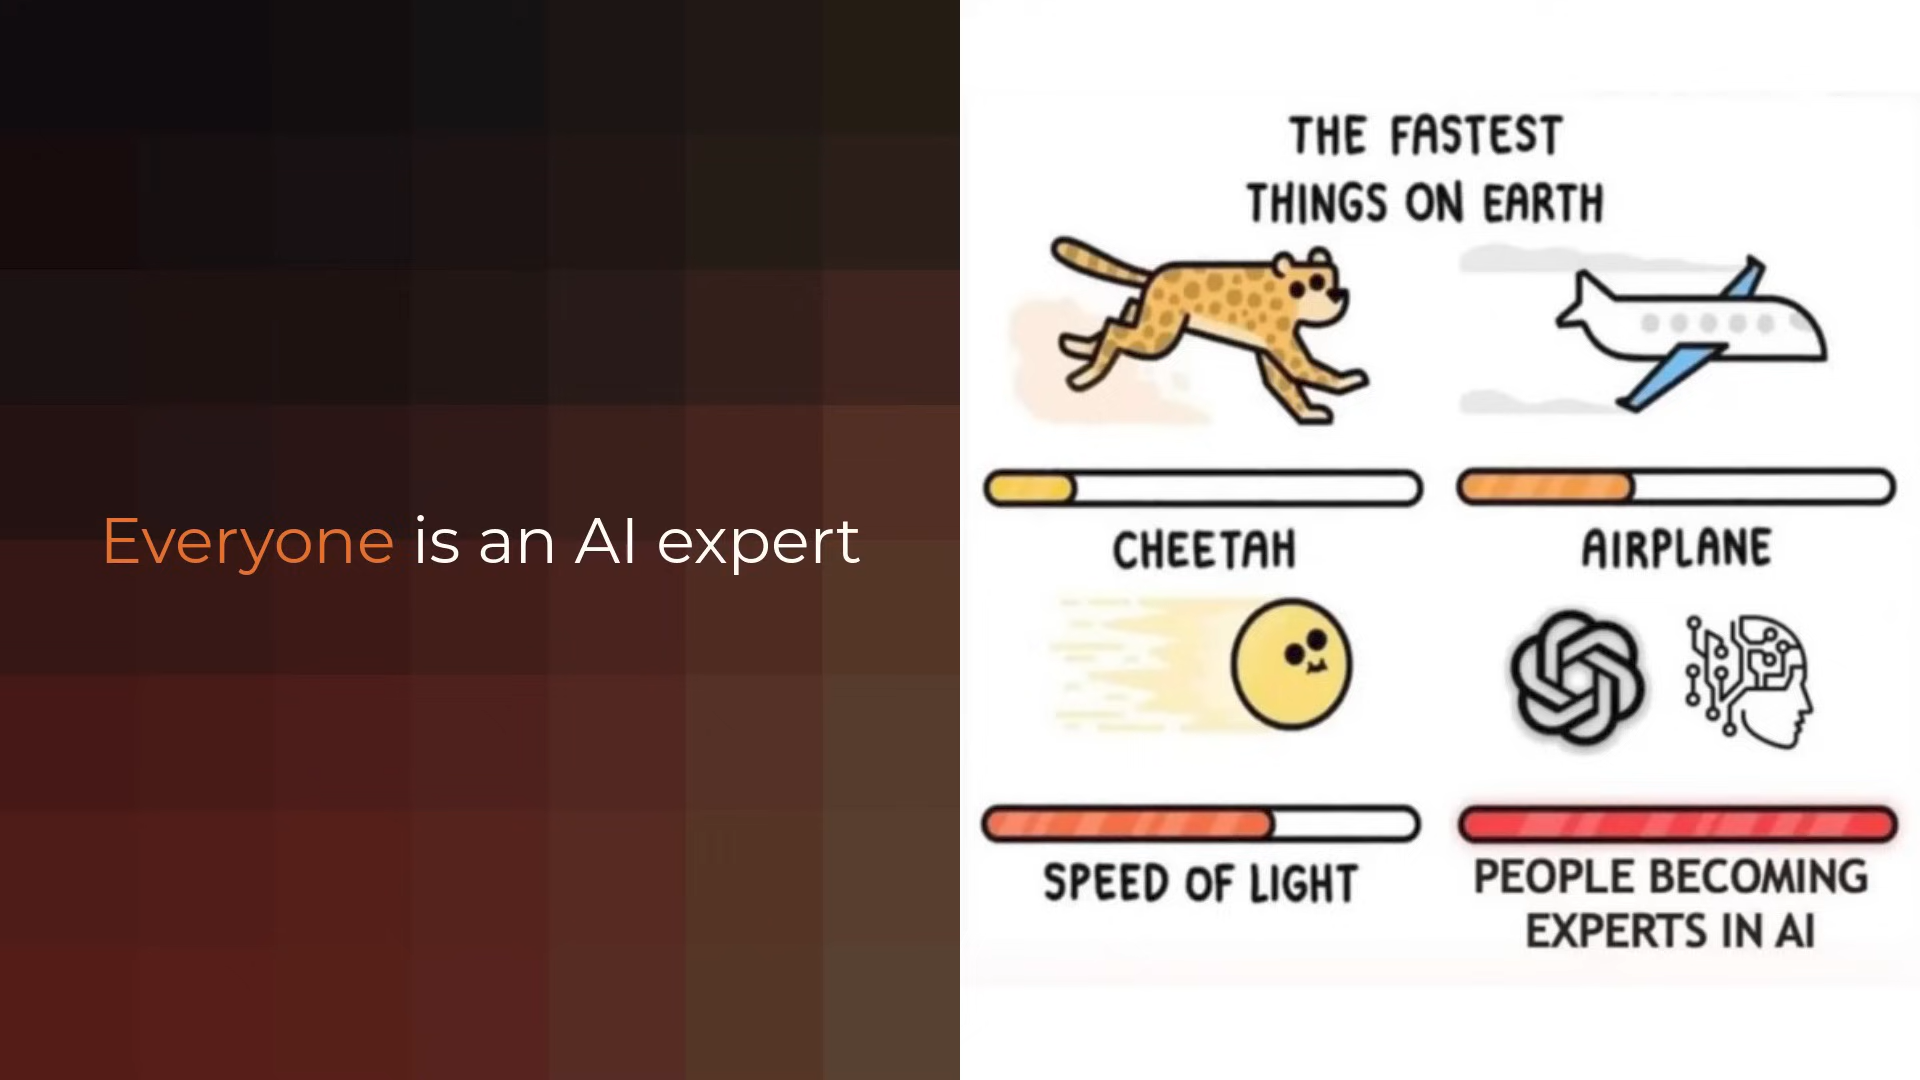 Everyone is an AI expert
THE FASTEST
THINGS ON EARTH
CHEETAH
AIRPLANE
SPEED OF LIGHT
PEOPLE BECOMING
EXPERTS IN AI